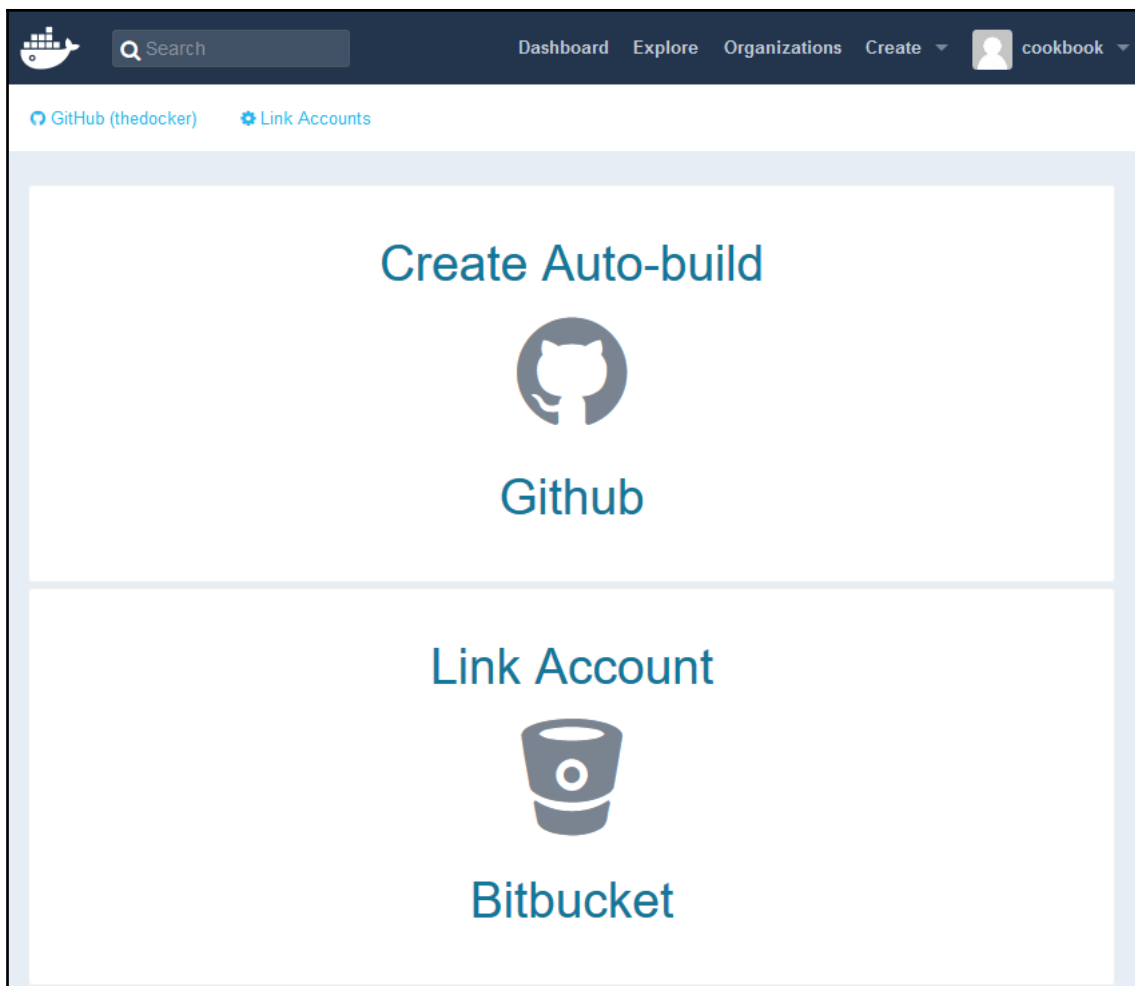 Search Dashboard Explore Organizations Create cookbook
GitHub (thedocker) Link Accounts
Create Auto-build
Github
Link Account
Bitbucket